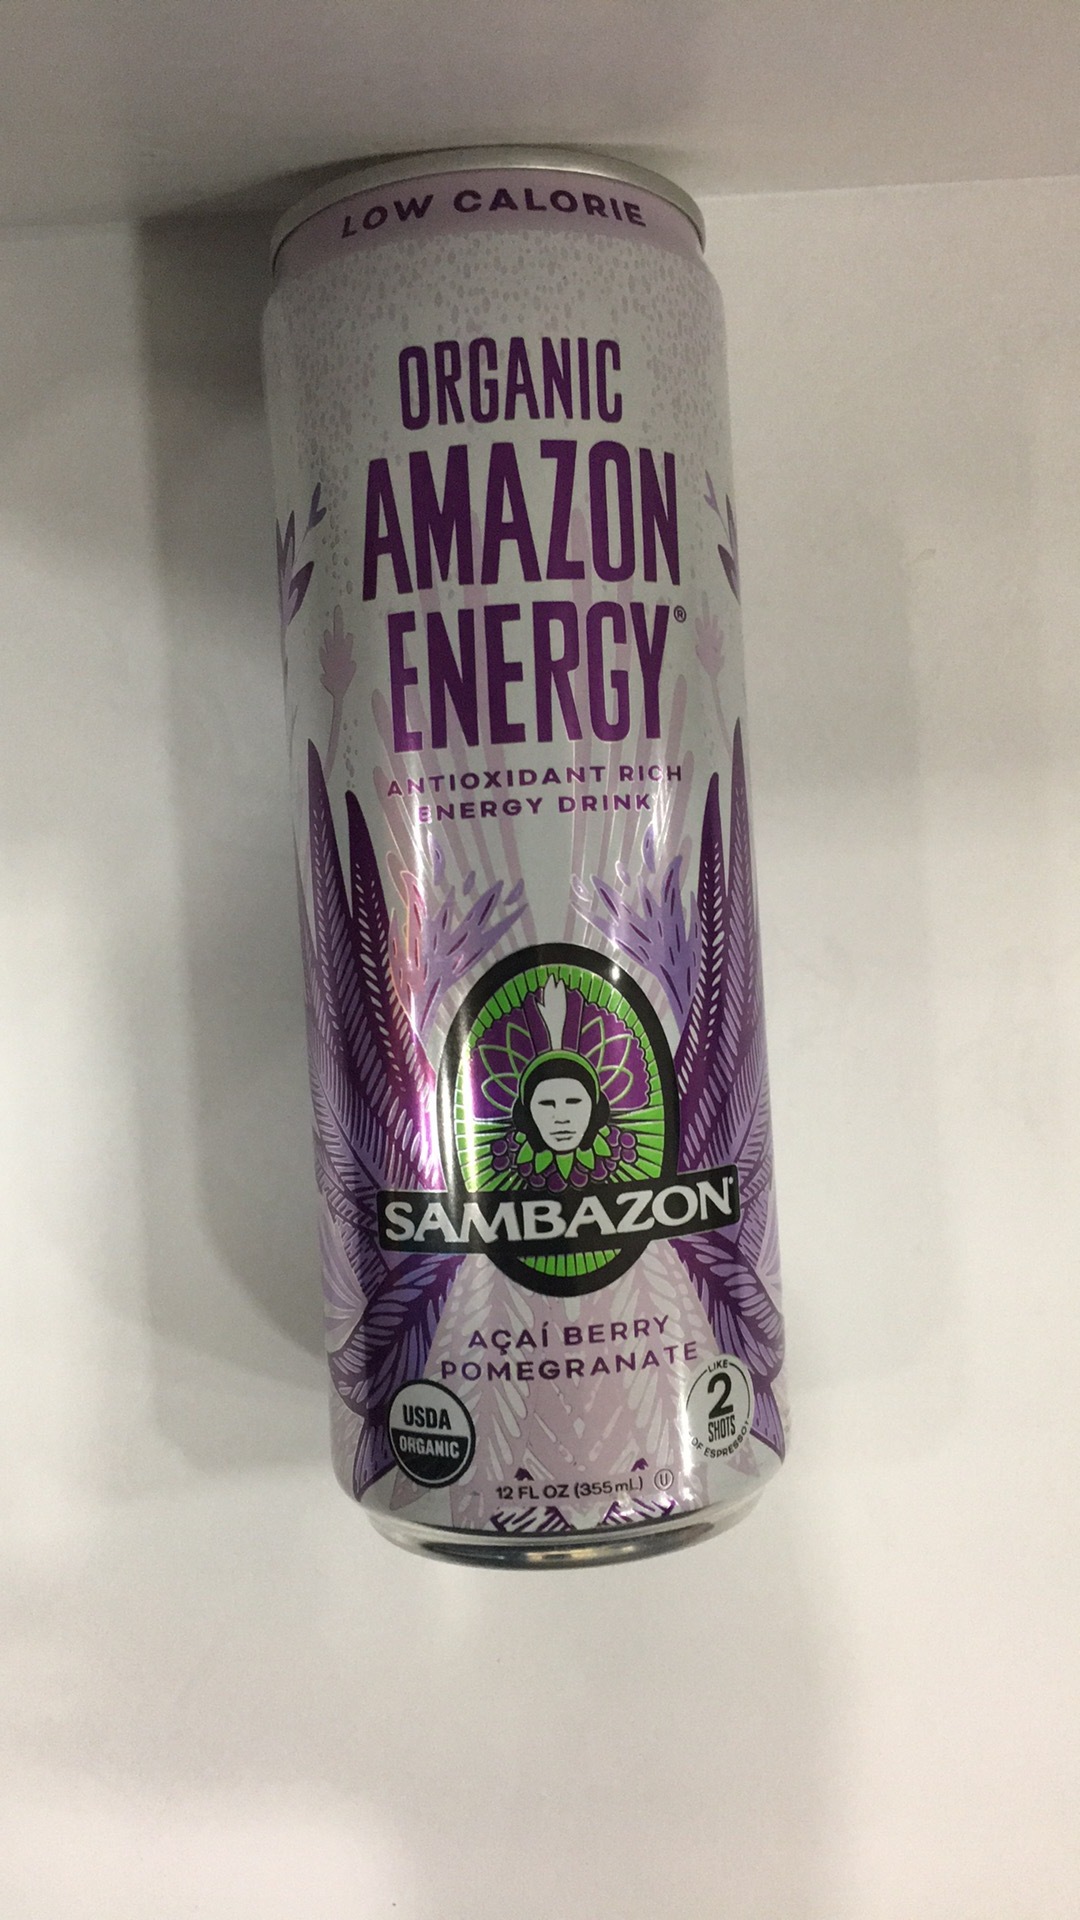 LOW CALORIE
ORGANIC
AMAZON
ENERGY®
ANTIOXIDANT RICH
ENERGY DRINK
SAMBAZON®
AÇAÍ BERRY
POMEGRANATE
USDA
ORGANIC
LIKE
2
SHOTS
OF ESPRESSO!
12 FL OZ (355 mL) Ⓤ